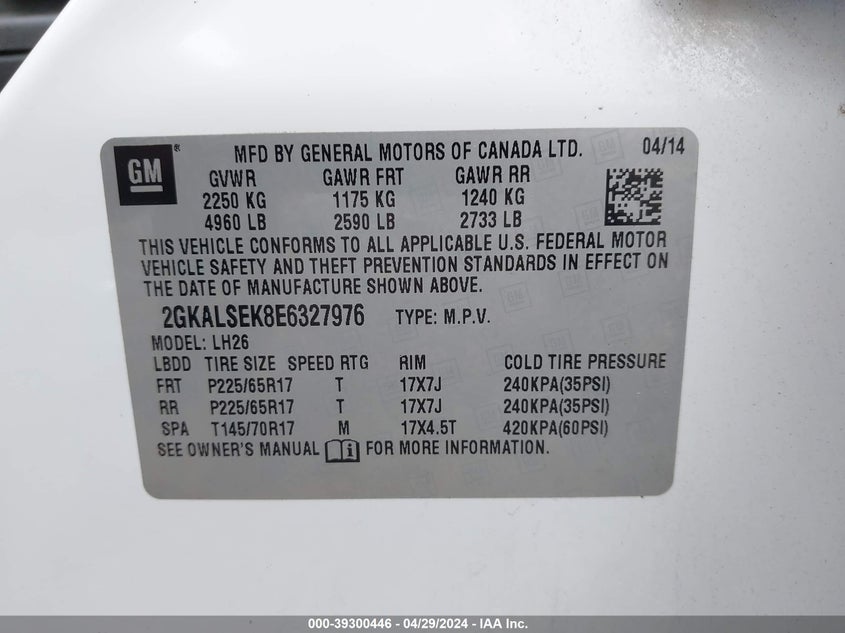 GM ®
MFD BY GENERAL MOTORS OF CANADA LTD. 04/14
GVWR GAWR FRT GAWR RR
2250 KG 1175 KG 1240 KG
4960 LB 2590 LB 2733 LB
THIS VEHICLE CONFORMS TO ALL APPLICABLE U.S. FEDERAL MOTOR
VEHICLE SAFETY AND THEFT PREVENTION STANDARDS IN EFFECT ON
THE DATE OF MANUFACTURE SHOWN ABOVE.
2GKALSEK8E6327976 TYPE: M.P.V.
MODEL: LH26
LBDD TIRE SIZE SPEED RTG RIM COLD TIRE PRESSURE
FRT P225/65R17 T 17X7J 240KPA(35PSI)
RR P225/65R17 T 17X7J 240KPA(35PSI)
SPA T145/70R17 M 17X4.5T 420KPA(60PSI)
SEE OWNER'S MANUAL FOR MORE INFORMATION.
000-39300446 - 04/29/2024 - IAA Inc.